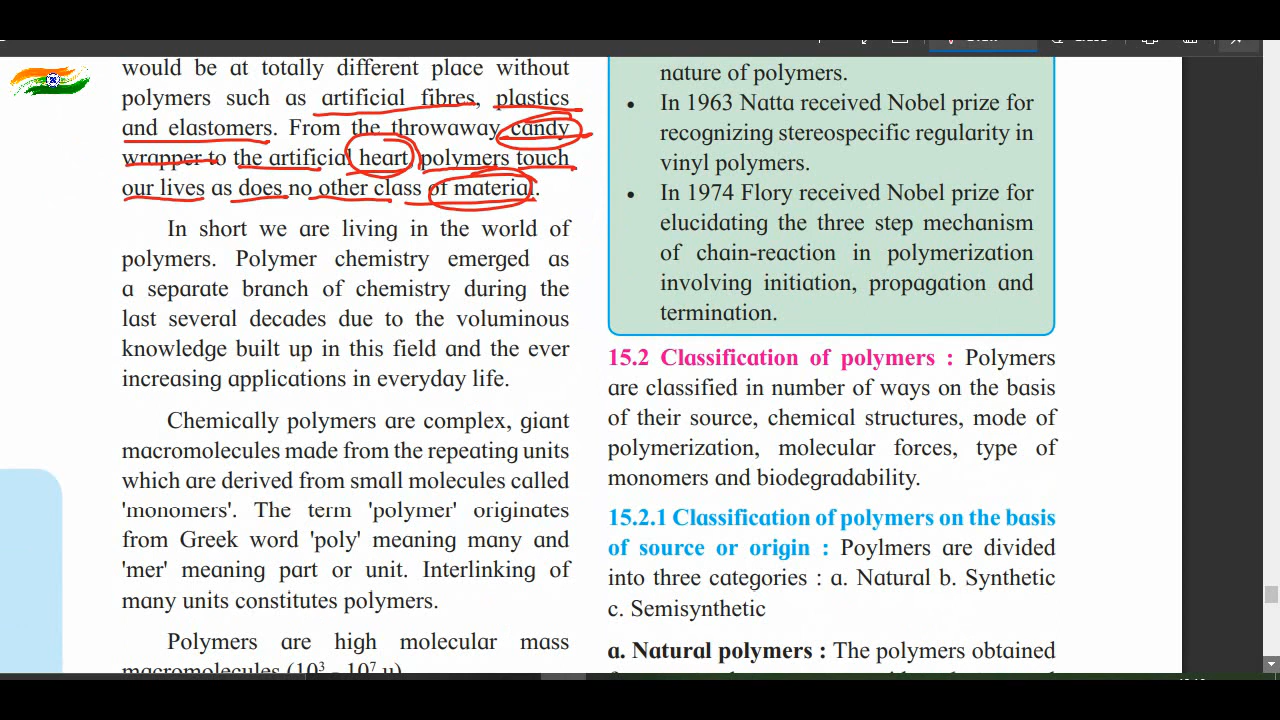 would be at totally different place without
polymers such as artificial fibres, plastics
and elastomers. From the throwaway candy
wrapper to the artificial heart polymers touch
our lives as does no other class of material.
In short we are living in the world of
polymers. Polymer chemistry emerged as
a separate branch of chemistry during the
last several decades due to the voluminous
knowledge built up in this field and the ever
increasing applications in everyday life.
Chemically polymers are complex, giant
macromolecules made from the repeating units
which are derived from small molecules called
'monomers'. The term 'polymer' originates
from Greek word 'poly' meaning many and
'mer' meaning part or unit. Interlinking of
many units constitutes polymers.
Polymers are high molecular mass
macromolecules (10³ - 10⁷ u)
nature of polymers.
• In 1963 Natta received Nobel prize for
recognizing stereospecific regularity in
vinyl polymers.
• In 1974 Flory received Nobel prize for
elucidating the three step mechanism
of chain-reaction in polymerization
involving initiation, propagation and
termination.
15.2 Classification of polymers : Polymers
are classified in number of ways on the basis
of their source, chemical structures, mode of
polymerization, molecular forces, type of
monomers and biodegradability.
15.2.1 Classification of polymers on the basis
of source or origin : Poylmers are divided
into three categories : a. Natural b. Synthetic
c. Semisynthetic
a. Natural polymers : The polymers obtained